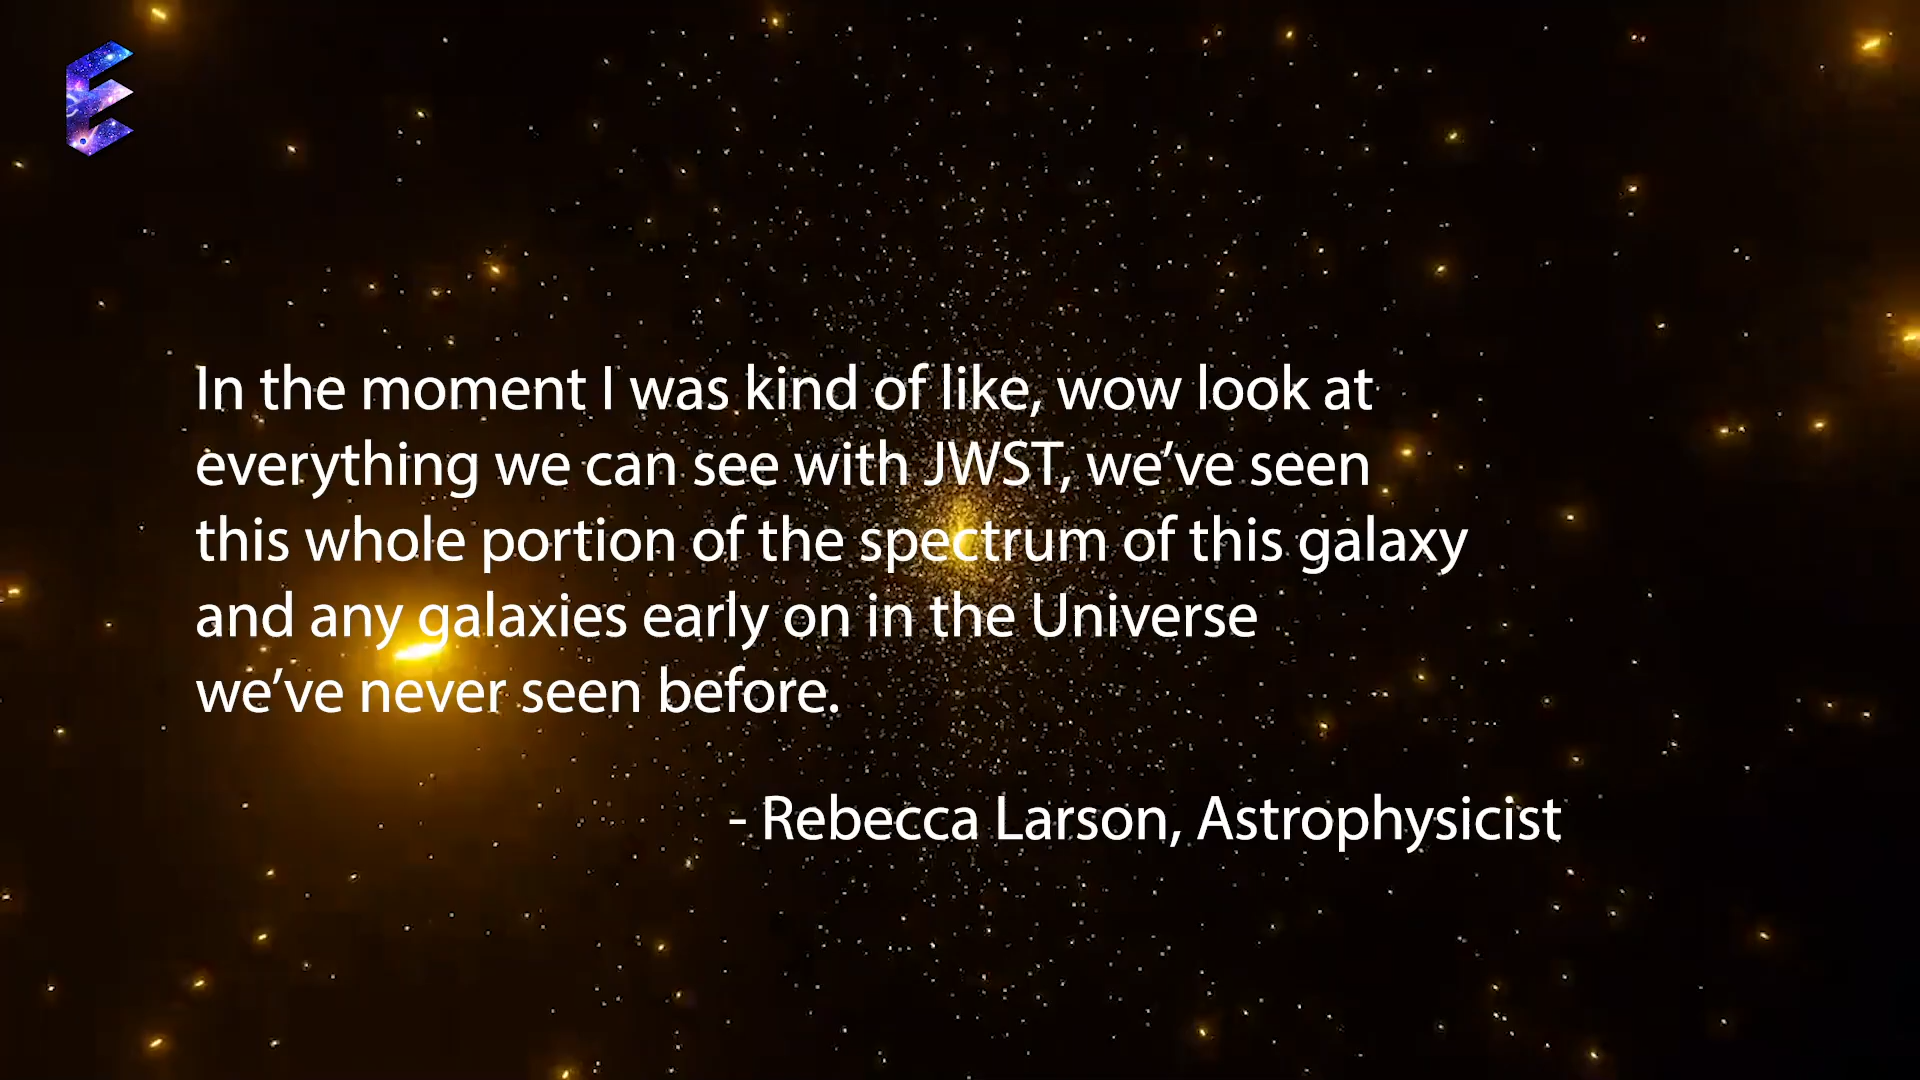 In the moment I was kind of like, wow look at
everything we can see with JWST, we’ve seen
this whole portion of the spectrum of this galaxy
and any galaxies early on in the Universe
we’ve never seen before.
- Rebecca Larson, Astrophysicist